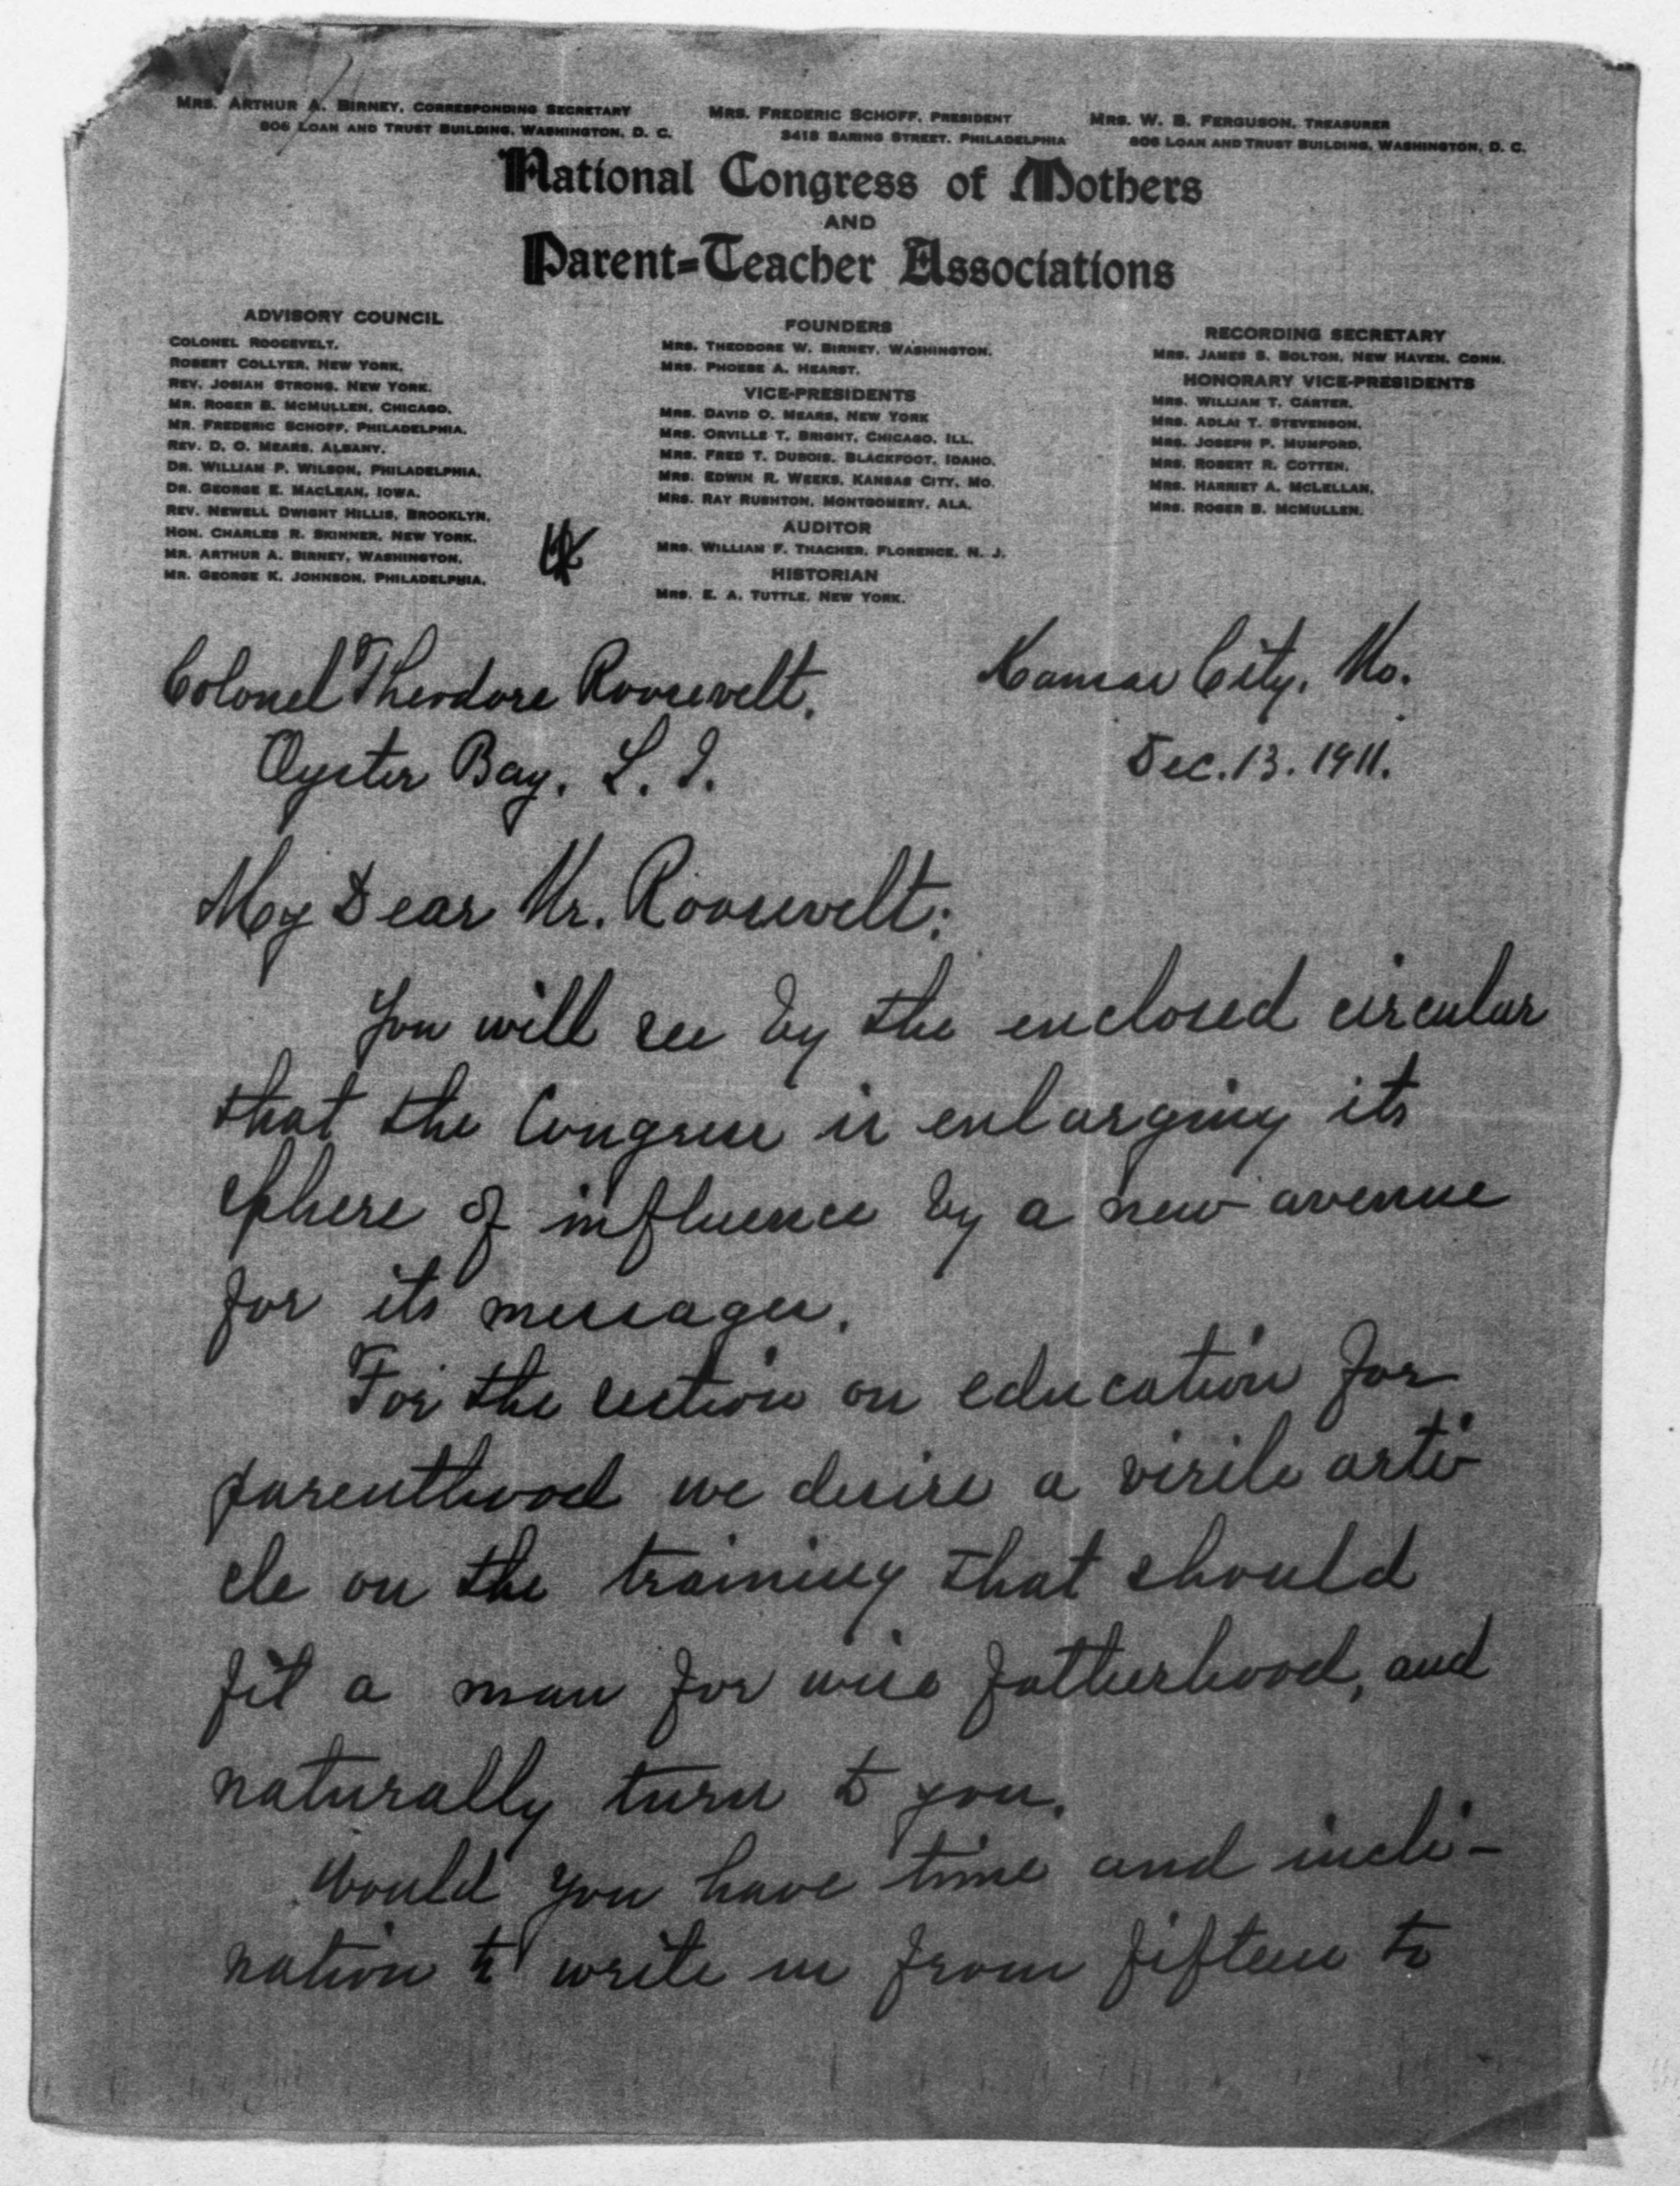 MRS. ARTHUR A. BIRNEY, CORRESPONDING SECRETARY
806 LOAN AND TRUST BUILDING, WASHINGTON, D. C.
MRS. FREDERIC SCHOFF, PRESIDENT
3418 BARING STREET, PHILADELPHIA
MRS. W. B. FERGUSON, TREASURER
806 LOAN AND TRUST BUILDING, WASHINGTON, D. C.
National Congress of Mothers
AND
Parent-Teacher Associations
ADVISORY COUNCIL
COLONEL ROOSEVELT.
ROBERT COLLYER, NEW YORK.
REV. JOSIAH STRONG, NEW YORK.
MR. ROGER B. MCMULLEN, CHICAGO.
MR. FREDERIC SCHOFF, PHILADELPHIA.
REV. D. O. MEARS, ALBANY.
DR. WILLIAM P. WILSON, PHILADELPHIA.
DR. GEORGE E. MACLEAN, IOWA.
REV. NEWELL DWIGHT HILLIS, BROOKLYN.
HON. CHARLES R. SKINNER, NEW YORK.
MR. ARTHUR A. BIRNEY, WASHINGTON.
MR. GEORGE K. JOHNSON, PHILADELPHIA.
FOUNDERS
MRS. THEODORE W. BIRNEY, WASHINGTON.
MRS. PHOEBE A. HEARST.
VICE-PRESIDENTS
MRS. DAVID O. MEARS, NEW YORK
MRS. ORVILLE T. BRIGHT, CHICAGO, ILL.
MRS. FRED T. DUBOIS, BLACKFOOT, IDAHO.
MRS. EDWIN R. WEEKS, KANSAS CITY, MO.
MRS. RAY RUSHTON, MONTGOMERY, ALA.
AUDITOR
MRS. WILLIAM F. THACHER, FLORENCE, N. J.
HISTORIAN
MRS. E. A. TUTTLE, NEW YORK.
RECORDING SECRETARY
MRS. JAMES S. BOLTON, NEW HAVEN, CONN.
HONORARY VICE-PRESIDENTS
MRS. WILLIAM T. CARTER.
MRS. ADLAI T. STEVENSON.
MRS. JOSEPH P. MUMFORD.
MRS. ROBERT R. COTTEN.
MRS. HARRIET A. MCLELLAN.
MRS. ROGER B. MCMULLEN.
Kansas City, Mo.
Dec. 13. 1911.
Colonel Theodore Roosevelt.
Oyster Bay. L. I.
My Dear Mr. Roosevelt:
You will see by the enclosed circular
that the Congress is enlarging its
sphere of influence by a new avenue
for its messages.
For the section on education for
parenthood we desire a virile arti-
cle on the training that should
fit a man for wise fatherhood, and
naturally turn to you.
Would you have time and incli-
nation to write us from fifteen to